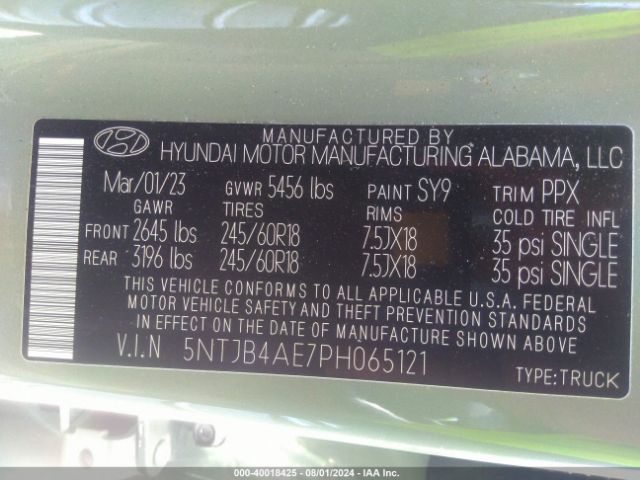 MANUFACTURED BY
HYUNDAI MOTOR MANUFACTURING ALABAMA, LLC
Mar/01/23 GVWR 5456 lbs PAINT SY9 TRIM PPX
GAWR TIRES RIMS COLD TIRE INFL
FRONT 2645 lbs 245/60R18 7.5JX18 35 psi SINGLE
REAR 3196 lbs 245/60R18 7.5JX18 35 psi SINGLE
THIS VEHICLE CONFORMS TO ALL APPLICABLE U.S.A. FEDERAL
MOTOR VEHICLE SAFETY AND THEFT PREVENTION STANDARDS
IN EFFECT ON THE DATE OF MANUFACTURE SHOWN ABOVE.
V.I.N 5NTJB4AE7PH065121
TYPE:TRUCK
000-40018425 - 08/01/2024 - IAA Inc.